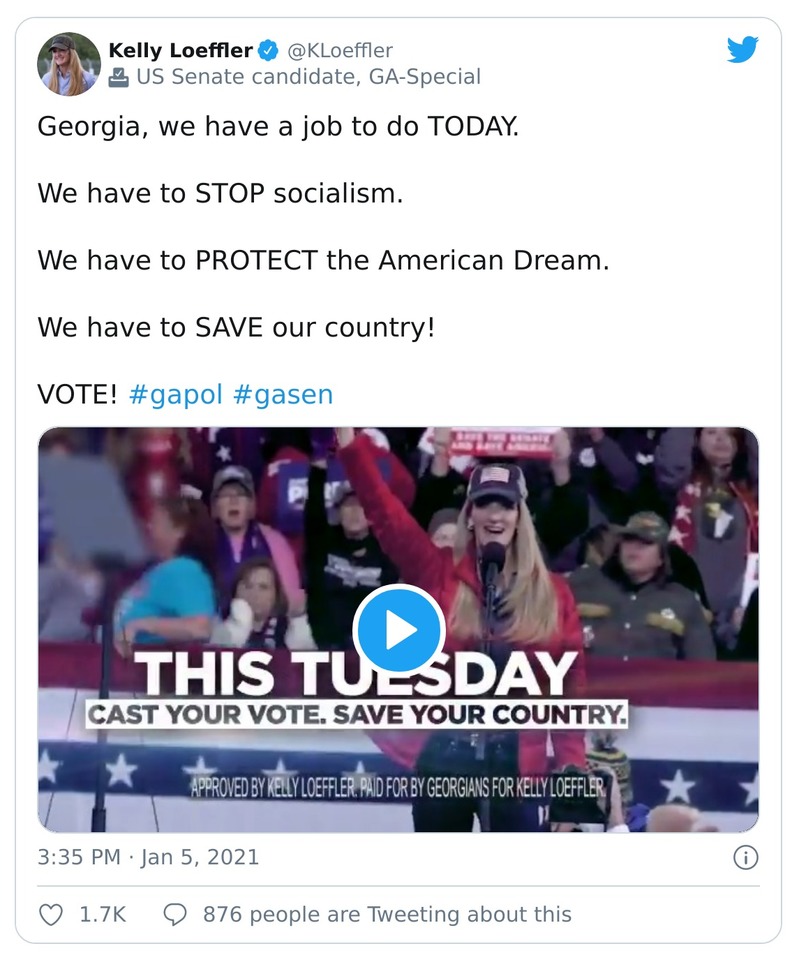 Kelly Loeffler @KLoeffler
US Senate candidate, GA-Special
Georgia, we have a job to do TODAY.
We have to STOP socialism.
We have to PROTECT the American Dream.
We have to SAVE our country!
VOTE! #gapol #gasen
SAVE THE SENATE
AND SAVE AMERICA
THIS TUESDAY
CAST YOUR VOTE. SAVE YOUR COUNTRY.
APPROVED BY KELLY LOEFFLER. PAID FOR BY GEORGIANS FOR KELLY LOEFFLER.
3:35 PM · Jan 5, 2021
1.7K 876 people are Tweeting about this